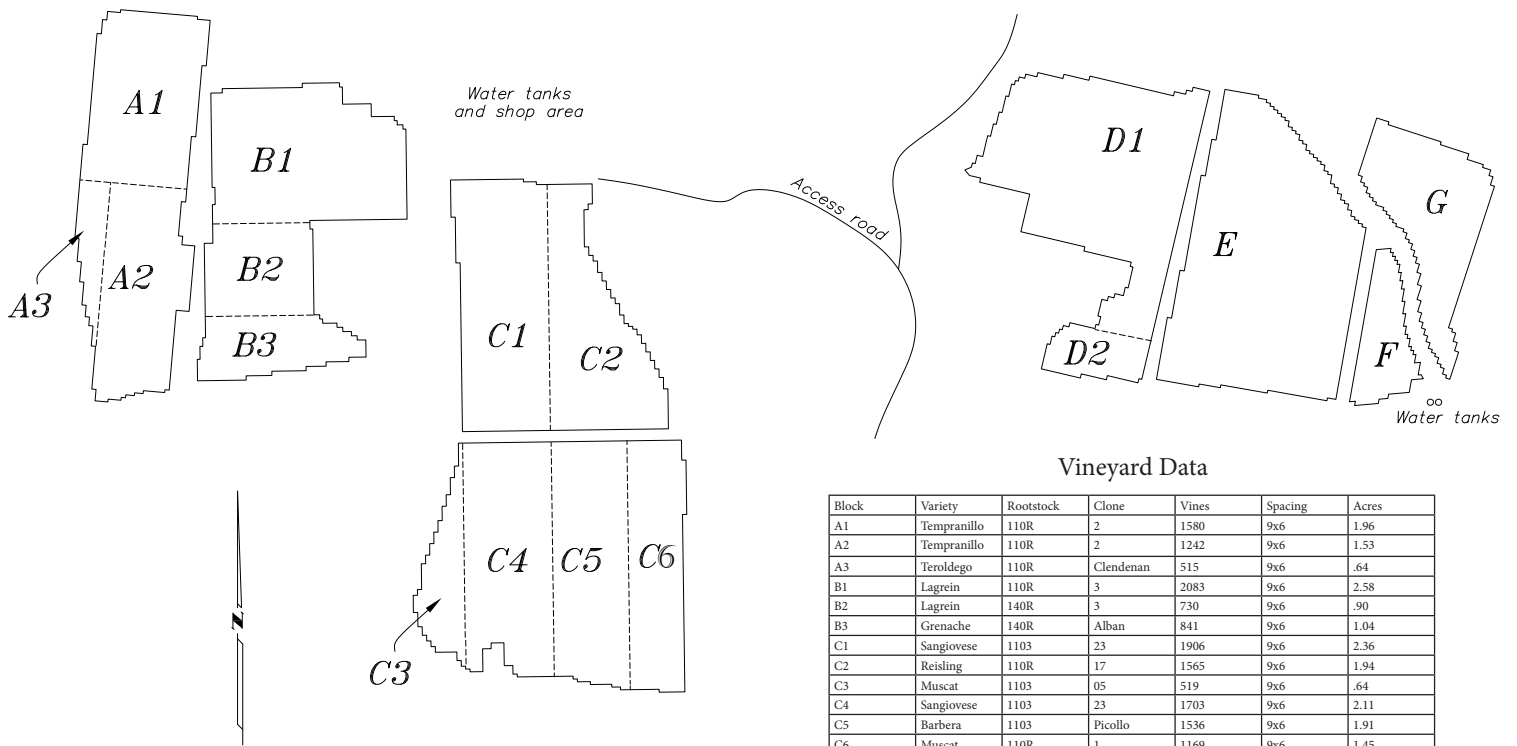 A1
B1
Water tanks
and shop area
D1
G
Access road
E
A2
A3
B2
B3
C1
C2
D2
F
Water tanks
C4
C5
C6
C3
N
Vineyard Data
Block Variety Rootstock Clone Vines Spacing Acres
A1 Tempranillo 110R 2 1580 9x6 1.96
A2 Tempranillo 110R 2 1242 9x6 1.53
A3 Teroldego 110R Clendenan 515 9x6 .64
B1 Lagrein 110R 3 2083 9x6 2.58
B2 Lagrein 140R 3 730 9x6 .90
B3 Grenache 140R Alban 841 9x6 1.04
C1 Sangiovese 1103 23 1906 9x6 2.36
C2 Reisling 110R 17 1565 9x6 1.94
C3 Muscat 1103 05 519 9x6 .64
C4 Sangiovese 1103 23 1703 9x6 2.11
C5 Barbera 1103 Picollo 1536 9x6 1.91
C6 Muscat 110R 1 1169 9x6 1.45